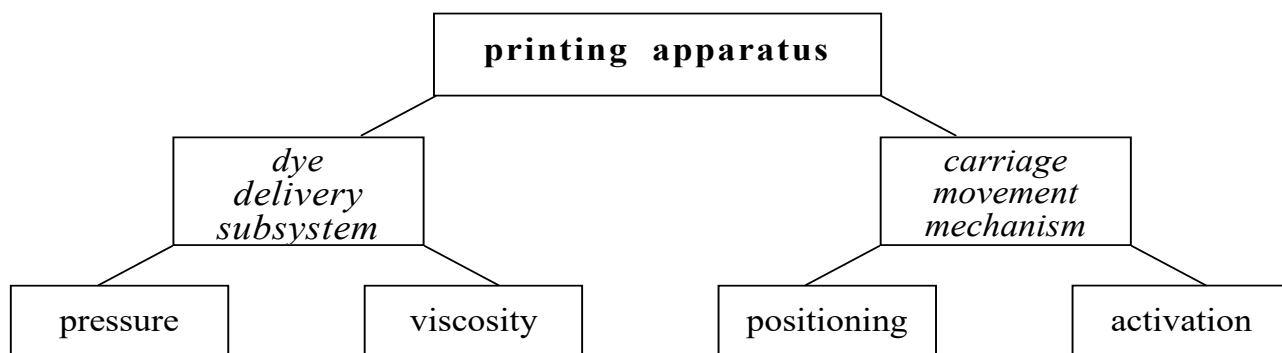 printing apparatus
dye
delivery
subsystem
carriage
movement
mechanism
pressure
viscosity
positioning
activation